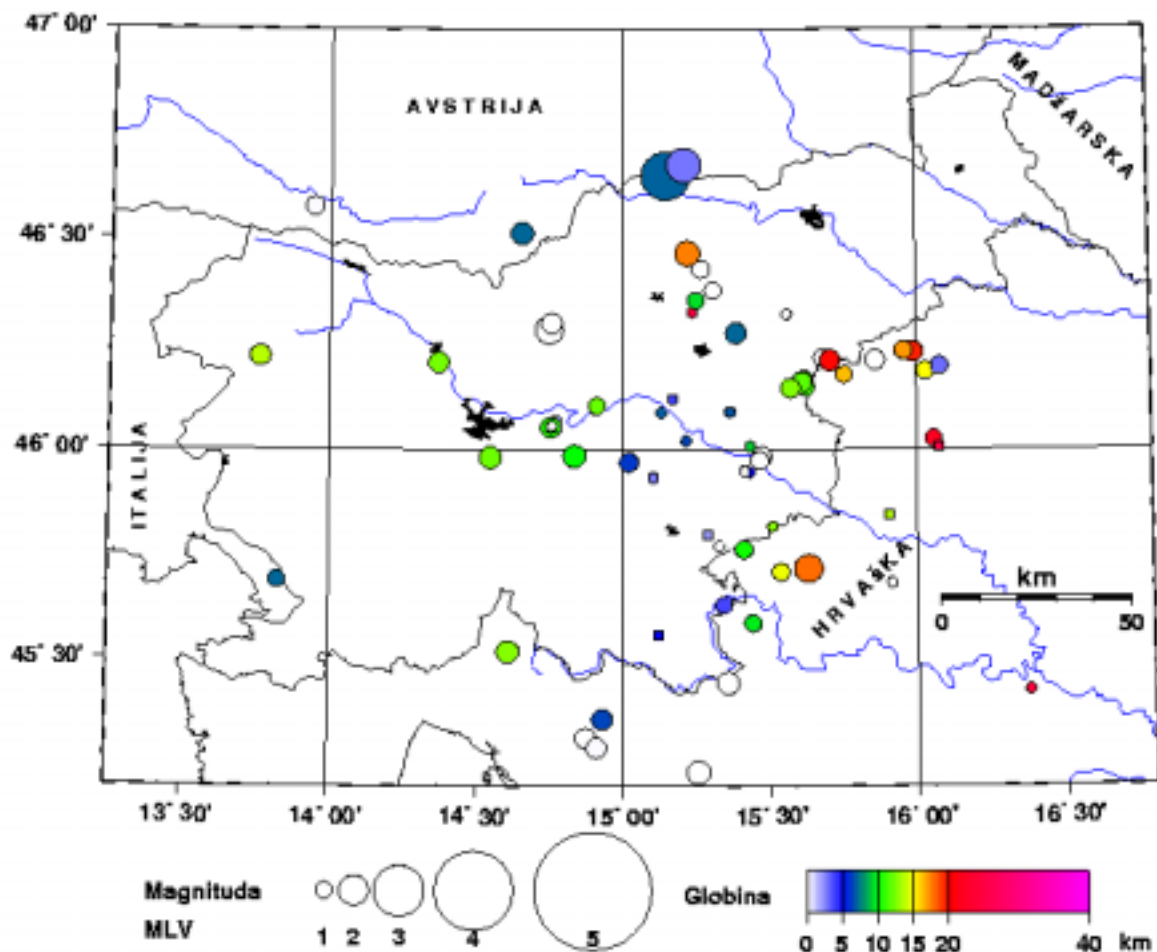 47° 00'
AVSTRIJA
MADŽARSKA
46° 30'
46° 00'
ITALIJA
HRVAŠKA
km
0 50
45° 30'
13° 30' 14° 00' 14° 30' 15° 00' 15° 30' 16° 00' 16° 30'
Magnituda
MLV
1 2 3 4 5
Globina
0 5 10 15 20 40 km